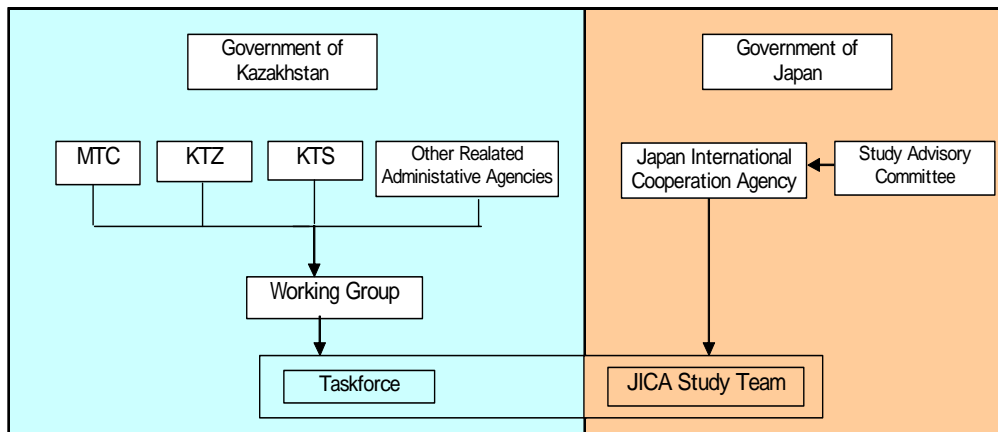 Government of
Kazakhstan
Government of
Japan
MTC
KTZ
KTS
Other Realated
Administative Agencies
Japan International
Cooperation Agency
Study Advisory
Committee
Working Group
Taskforce
JICA Study Team